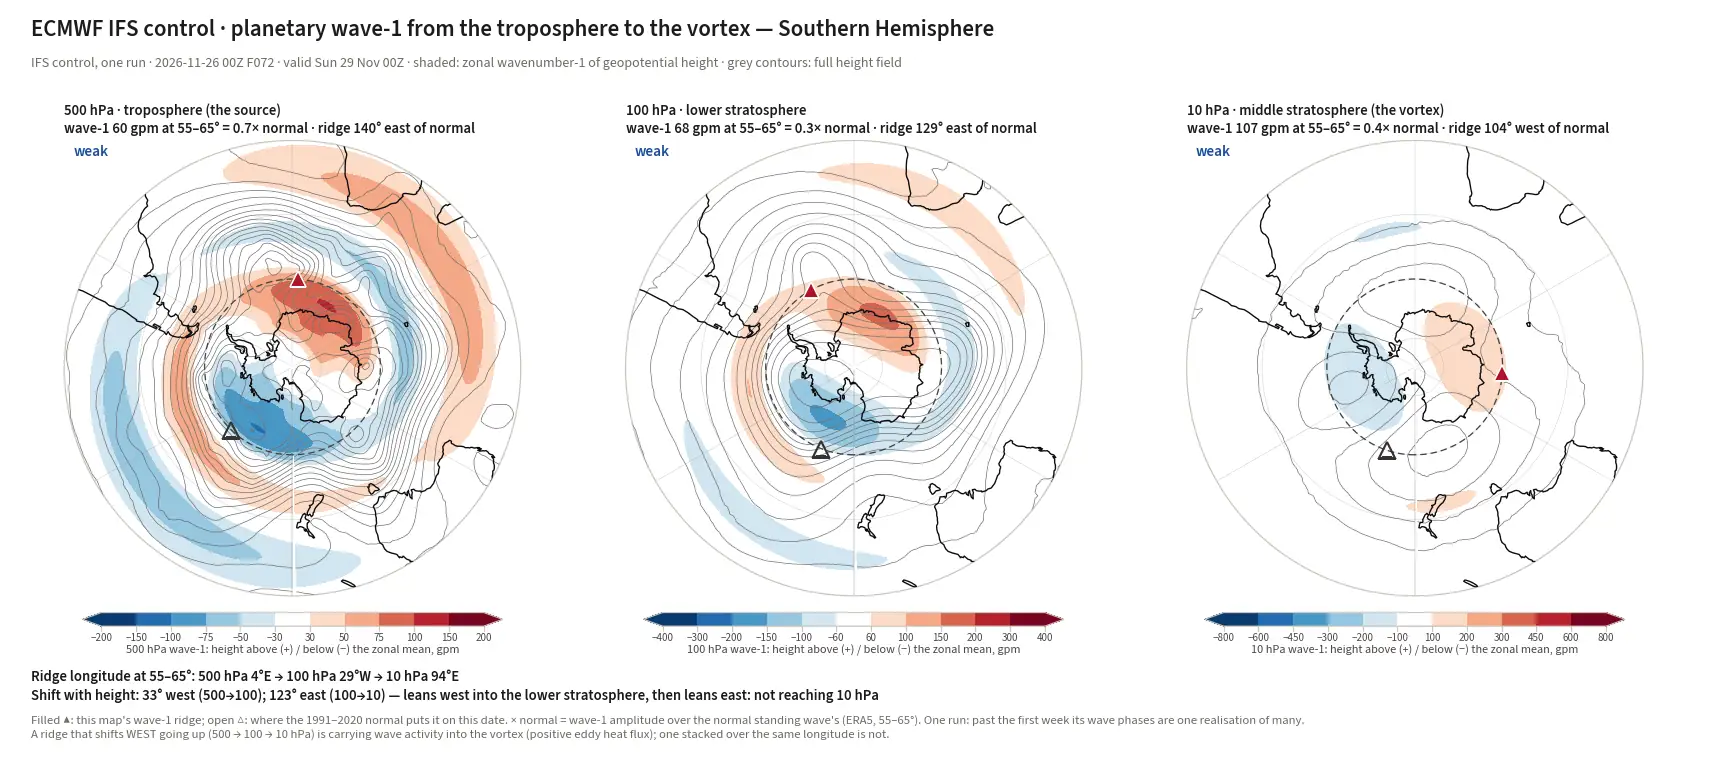 ECMWF IFS control · planetary wave-1 from the troposphere to the vortex — Southern Hemisphere
IFS control, one run · 2026-11-26 00Z F072 · valid Sun 29 Nov 00Z · shaded: zonal wavenumber-1 of geopotential height · grey contours: full height field
500 hPa · troposphere (the source)
wave-1 60 gpm at 55–65° = 0.7× normal · ridge 140° east of normal
weak
100 hPa · lower stratosphere
wave-1 68 gpm at 55–65° = 0.3× normal · ridge 129° east of normal
weak
10 hPa · middle stratosphere (the vortex)
wave-1 107 gpm at 55–65° = 0.4× normal · ridge 104° west of normal
weak
−200 −150 −100 −75 −50 −30 30 50 75 100 150 200
500 hPa wave-1: height above (+) / below (−) the zonal mean, gpm
−400 −300 −200 −150 −100 −60 60 100 150 200 300 400
100 hPa wave-1: height above (+) / below (−) the zonal mean, gpm
−800 −600 −450 −300 −200 −100 100 200 300 450 600 800
10 hPa wave-1: height above (+) / below (−) the zonal mean, gpm
Ridge longitude at 55–65°: 500 hPa 4°E → 100 hPa 29°W → 10 hPa 94°E
Shift with height: 33° west (500→100); 123° east (100→10) — leans west into the lower stratosphere, then leans east: not reaching 10 hPa
Filled ▲: this map's wave-1 ridge; open △: where the 1991–2020 normal puts it on this date. × normal = wave-1 amplitude over the normal standing wave's (ERA5, 55–65°). One run: past the first week its wave phases are one realisation of many.
A ridge that shifts WEST going up (500 → 100 → 10 hPa) is carrying wave activity into the vortex (positive eddy heat flux); one stacked over the same longitude is not.